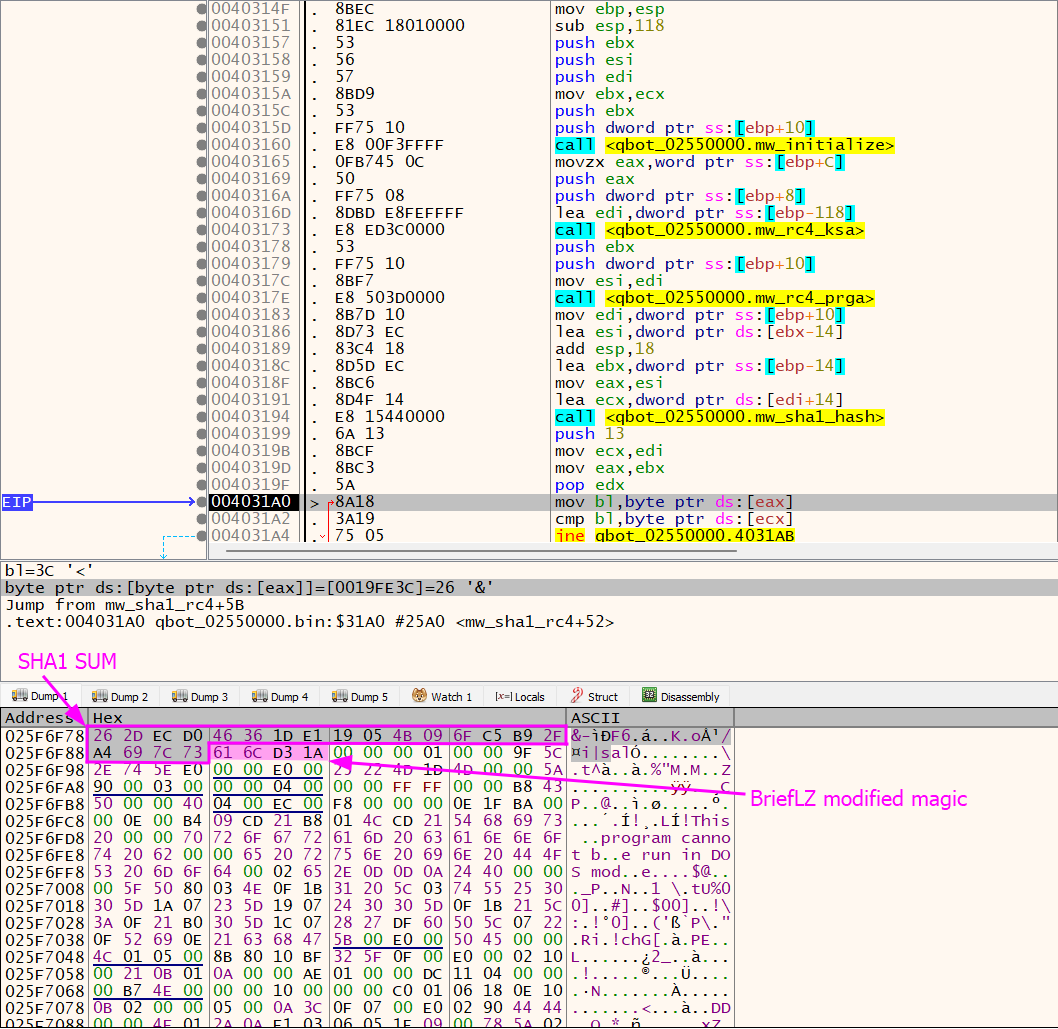 0040314F . 8BEC mov ebp,esp
00403151 . 81EC 18010000 sub esp,118
00403157 . 53 push ebx
00403158 . 56 push esi
00403159 . 57 push edi
0040315A . 8BD9 mov ebx,ecx
0040315C . 53 push ebx
0040315D . FF75 10 push dword ptr ss:[ebp+10]
00403160 . E8 00F3FFFF call <qbot_02550000.mw_initialize>
00403165 . 0FB745 0C movzx eax,word ptr ss:[ebp+C]
00403169 . 50 push eax
0040316A . FF75 08 push dword ptr ss:[ebp+8]
0040316D . 8DBD E8FEFFFF lea edi,dword ptr ss:[ebp-118]
00403173 . E8 ED3C0000 call <qbot_02550000.mw_rc4_ksa>
00403178 . 53 push ebx
00403179 . FF75 10 push dword ptr ss:[ebp+10]
0040317C . 8BF7 mov esi,edi
0040317E . E8 503D0000 call <qbot_02550000.mw_rc4_prga>
00403183 . 8B7D 10 mov edi,dword ptr ss:[ebp+10]
00403186 . 8D73 EC lea esi,dword ptr ds:[ebx-14]
00403189 . 83C4 18 add esp,18
0040318C . 8D5D EC lea ebx,dword ptr ss:[ebp-14]
0040318F . 8BC6 mov eax,esi
00403191 . 8D4F 14 lea ecx,dword ptr ds:[edi+14]
00403194 . E8 15440000 call <qbot_02550000.mw_sha1_hash>
00403199 . 6A 13 push 13
0040319B . 8BCF mov ecx,edi
0040319D . 8BC3 mov eax,ebx
0040319F . 5A pop edx
EIP 004031A0 > 8A18 mov bl,byte ptr ds:[eax]
004031A2 . 3A19 cmp bl,byte ptr ds:[ecx]
004031A4 . 75 05 jne qbot_02550000.4031AB
bl=3C '<'
byte ptr ds:[byte ptr ds:[eax]]=[0019FE3C]=26 '&'
Jump from mw_sha1_rc4+5B
.text:004031A0 qbot_02550000.bin:$31A0 #25A0 <mw_sha1_rc4+52>
SHA1 SUM
Dump 1 Dump 2 Dump 3 Dump 4 Dump 5 Watch 1 [x=] Locals Struct Disassembly
Address Hex ASCII
025F6F78 26 2D EC D0 46 36 1D E1 19 05 4B 09 6F C5 B9 2F &-ìÐF6.á..K.oÅ¹/
025F6F88 A4 69 7C 73 61 6C D3 1A 00 00 00 01 00 00 9F 5C ¤i|salÓ........\
025F6F98 2E 74 5E E0 00 00 E0 00 25 22 4D 1D 4D 00 00 5A .t^à..à.%"M.M..Z
025F6FA8 90 00 03 00 00 00 04 00 00 00 FF FF 00 00 B8 43 ..........ÿÿ..¸C
BriefLZ modified magic
025F6FB8 50 00 00 40 04 00 EC 00 F8 00 00 00 0E 1F BA 00 P..@..ì.ø.....º.
025F6FC8 00 0E 00 B4 09 CD 21 B8 01 4C CD 21 54 68 69 73 ...´.Í!¸.LÍ!This
025F6FD8 20 00 00 70 72 6F 67 72 61 6D 20 63 61 6E 6E 6F ..program canno
025F6FE8 74 20 62 00 00 65 20 72 75 6E 20 69 6E 20 44 4F t b..e run in DO
025F6FF8 53 20 6D 6F 64 00 02 65 2E 0D 0D 0A 24 40 00 00 S mod..e....$@..
025F7008 00 5F 50 80 03 4E 0F 1B 31 20 5C 03 74 55 25 30 ._P..N..1 \.tU%0
025F7018 30 5D 1A 07 23 5D 19 07 24 30 30 5D 0F 1B 21 5C 0]..#]..$00]..!\
025F7028 3A 0F 21 B0 30 5D 1C 07 28 27 DF 60 50 5C 07 22 :.!°0]..('ß`P\."
025F7038 0F 52 69 0E 21 63 68 47 5B 00 E0 00 50 45 00 00 .Ri.!chG[.à.PE..
025F7048 4C 01 05 00 8B 80 10 BF 32 5F 0F 00 E0 00 02 10 L......¿2_..à...
025F7058 00 21 0B 01 0A 00 00 AE 01 00 00 DC 11 04 00 00 .!.....®...Ü....
025F7068 00 B7 4E 00 00 10 00 00 C0 01 06 18 0E 10 .·N.....À.....
025F7078 0B 02 00 00 05 00 0A 3C 0F 07 00 E0 02 90 44 44 .......<...à..DD
025F7088